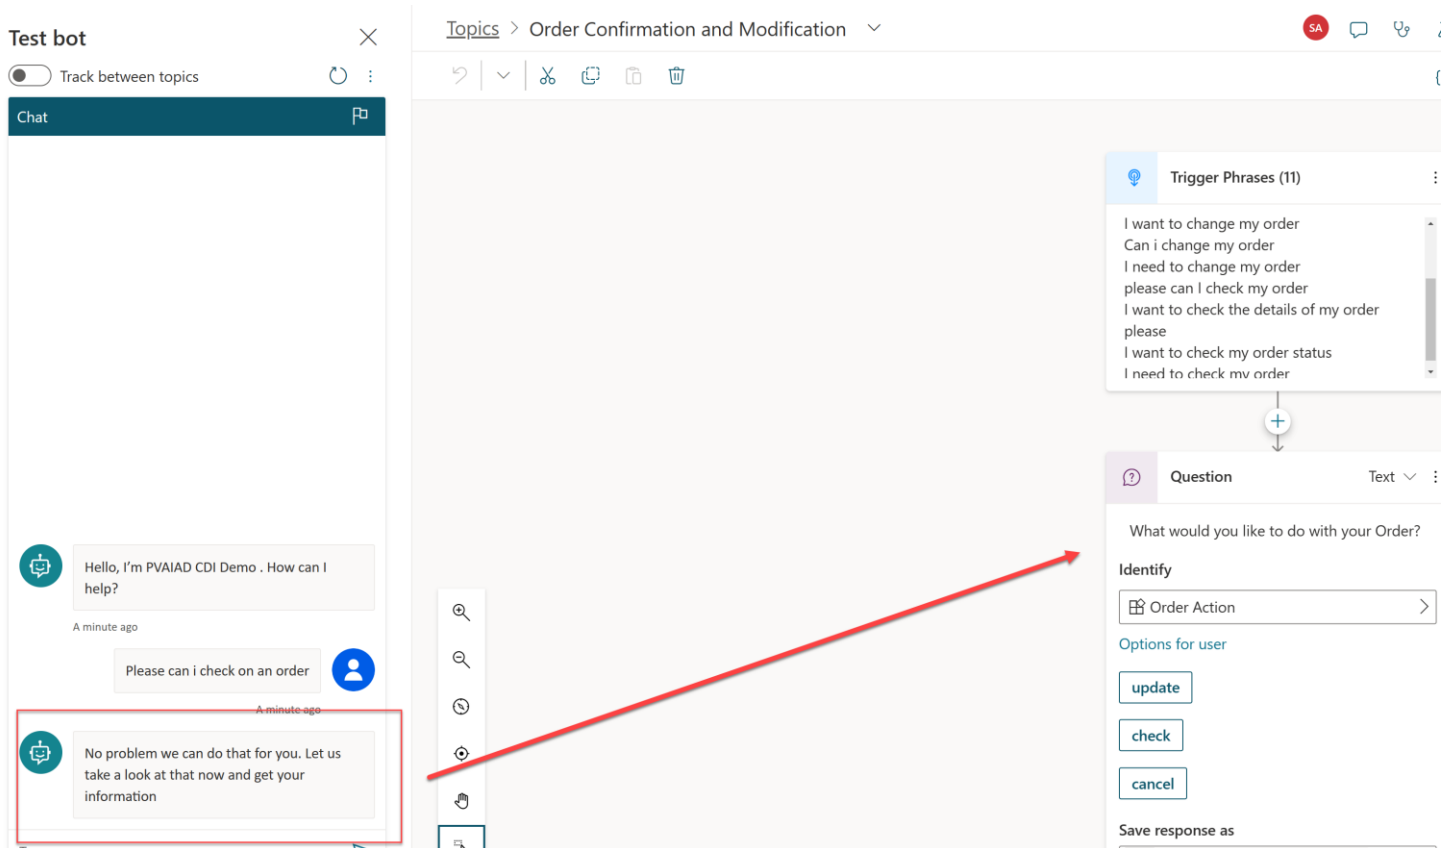 Test bot
Track between topics
Chat
Hello, I'm PVAIAD CDI Demo . How can I
help?
A minute ago
Please can i check on an order
A minute ago
No problem we can do that for you. Let us
take a look at that now and get your
information
Topics > Order Confirmation and Modification
SA
Trigger Phrases (11)
I want to change my order
Can i change my order
I need to change my order
please can I check my order
I want to check the details of my order
please
I want to check my order status
I need to check my order
Question
Text
What would you like to do with your Order?
Identify
Order Action
Options for user
update
check
cancel
Save response as